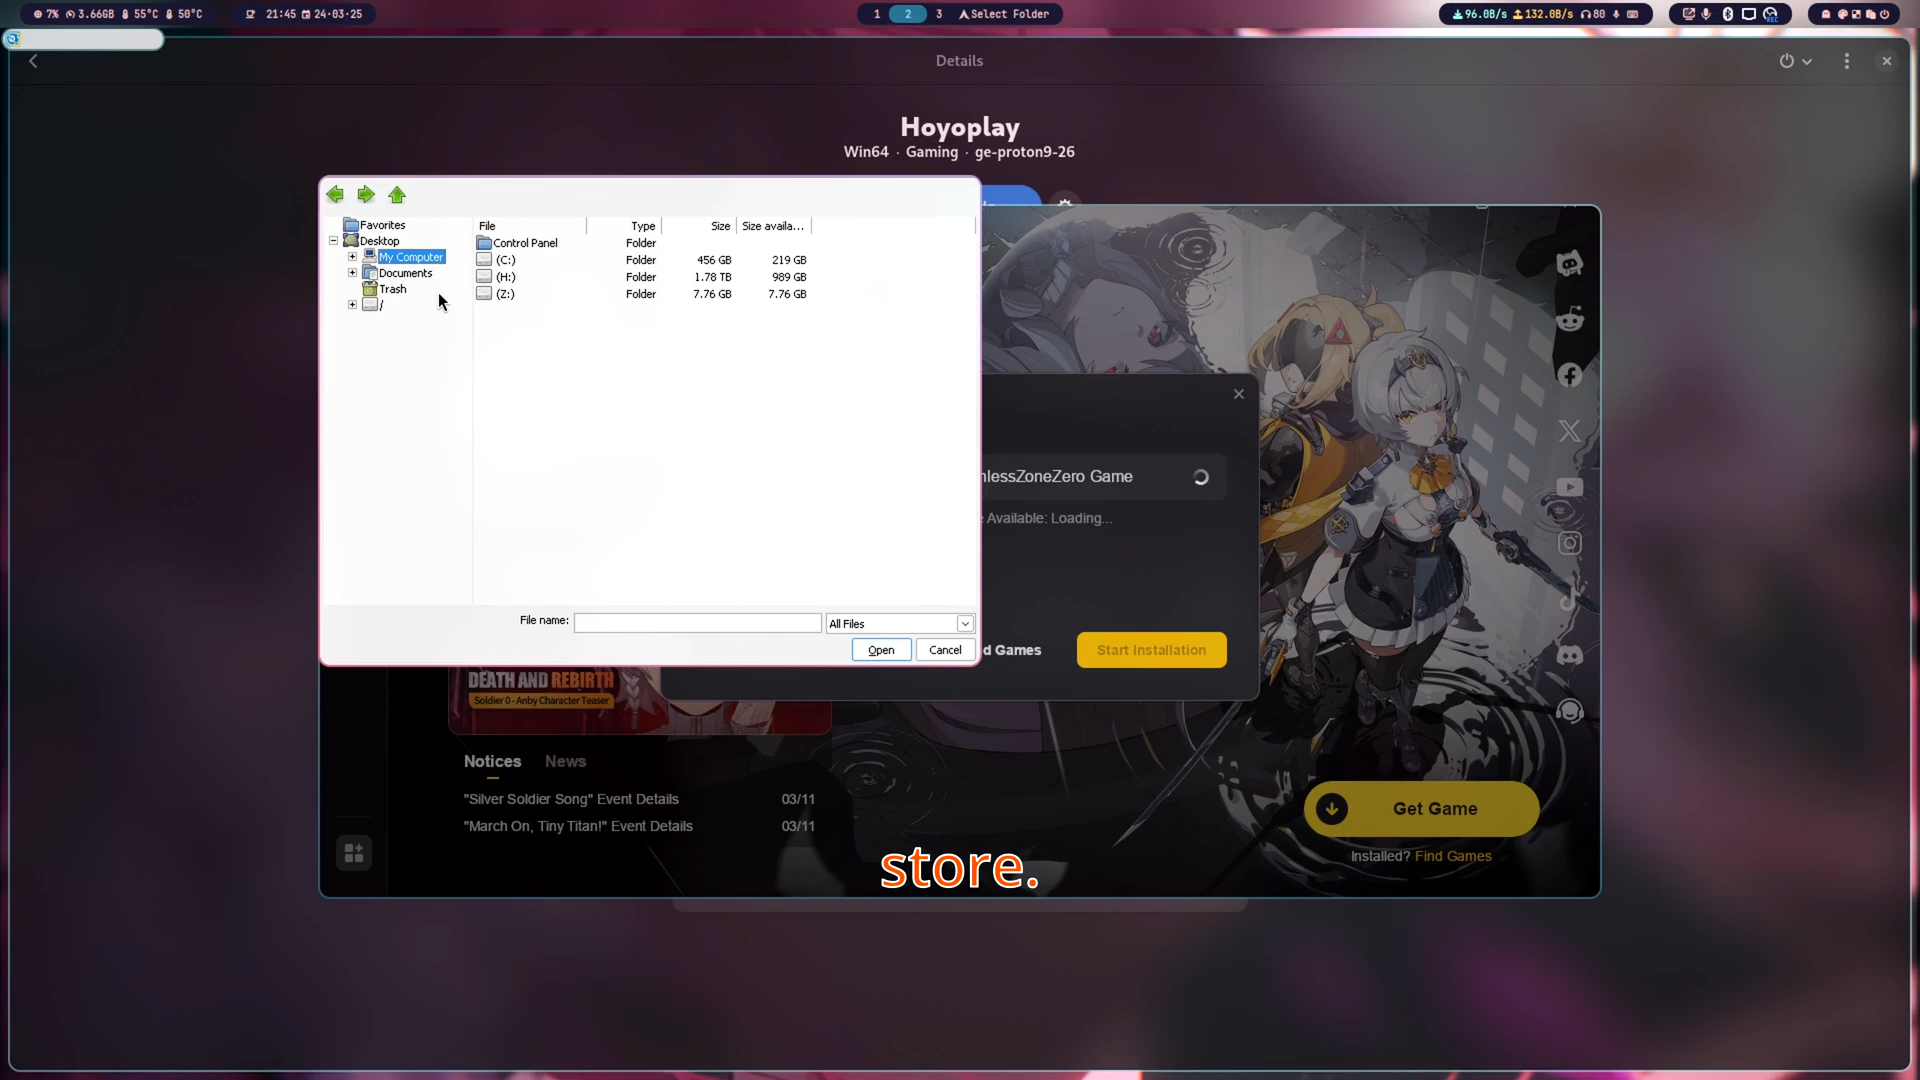 7% 3.66GB 55°C 50°C
21:45 24·03·25
1 2 3 Select Folder
96.0B/s 132.0B/s 80
REC
Details
Hoyoplay
Win64 · Gaming · ge-proton9-26
Favorites
Desktop
My Computer
Documents
Trash
/
File Type Size Size availa...
Control Panel Folder
(C:) Folder 456 GB 219 GB
(H:) Folder 1.78 TB 989 GB
(Z:) Folder 7.76 GB 7.76 GB
File name: All Files
Open Cancel
nlessZoneZero Game
Available: Loading...
d Games Start Installation
DEATH AND REBIRTH
Soldier 0 - Anby Character Teaser
Notices News
"Silver Soldier Song" Event Details 03/11
"March On, Tiny Titan!" Event Details 03/11
Get Game
Installed? Find Games
store.